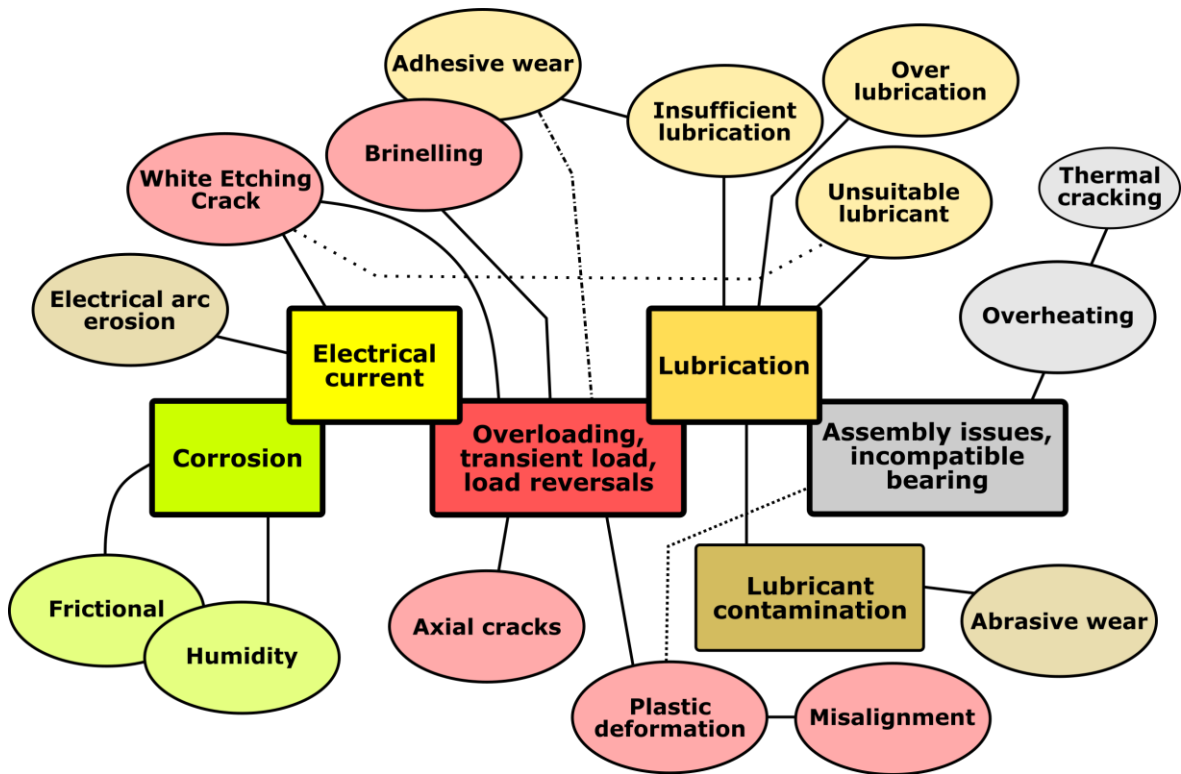 Adhesive wear
Over
lubrication
Insufficient
lubrication
Brinelling
White Etching
Crack
Unsuitable
lubricant
Thermal
cracking
Electrical arc
erosion
Overheating
Electrical
current
Lubrication
Corrosion
Overloading,
transient load,
load reversals
Assembly issues,
incompatible
bearing
Lubricant
contamination
Frictional
Humidity
Axial cracks
Abrasive wear
Plastic
deformation
Misalignment